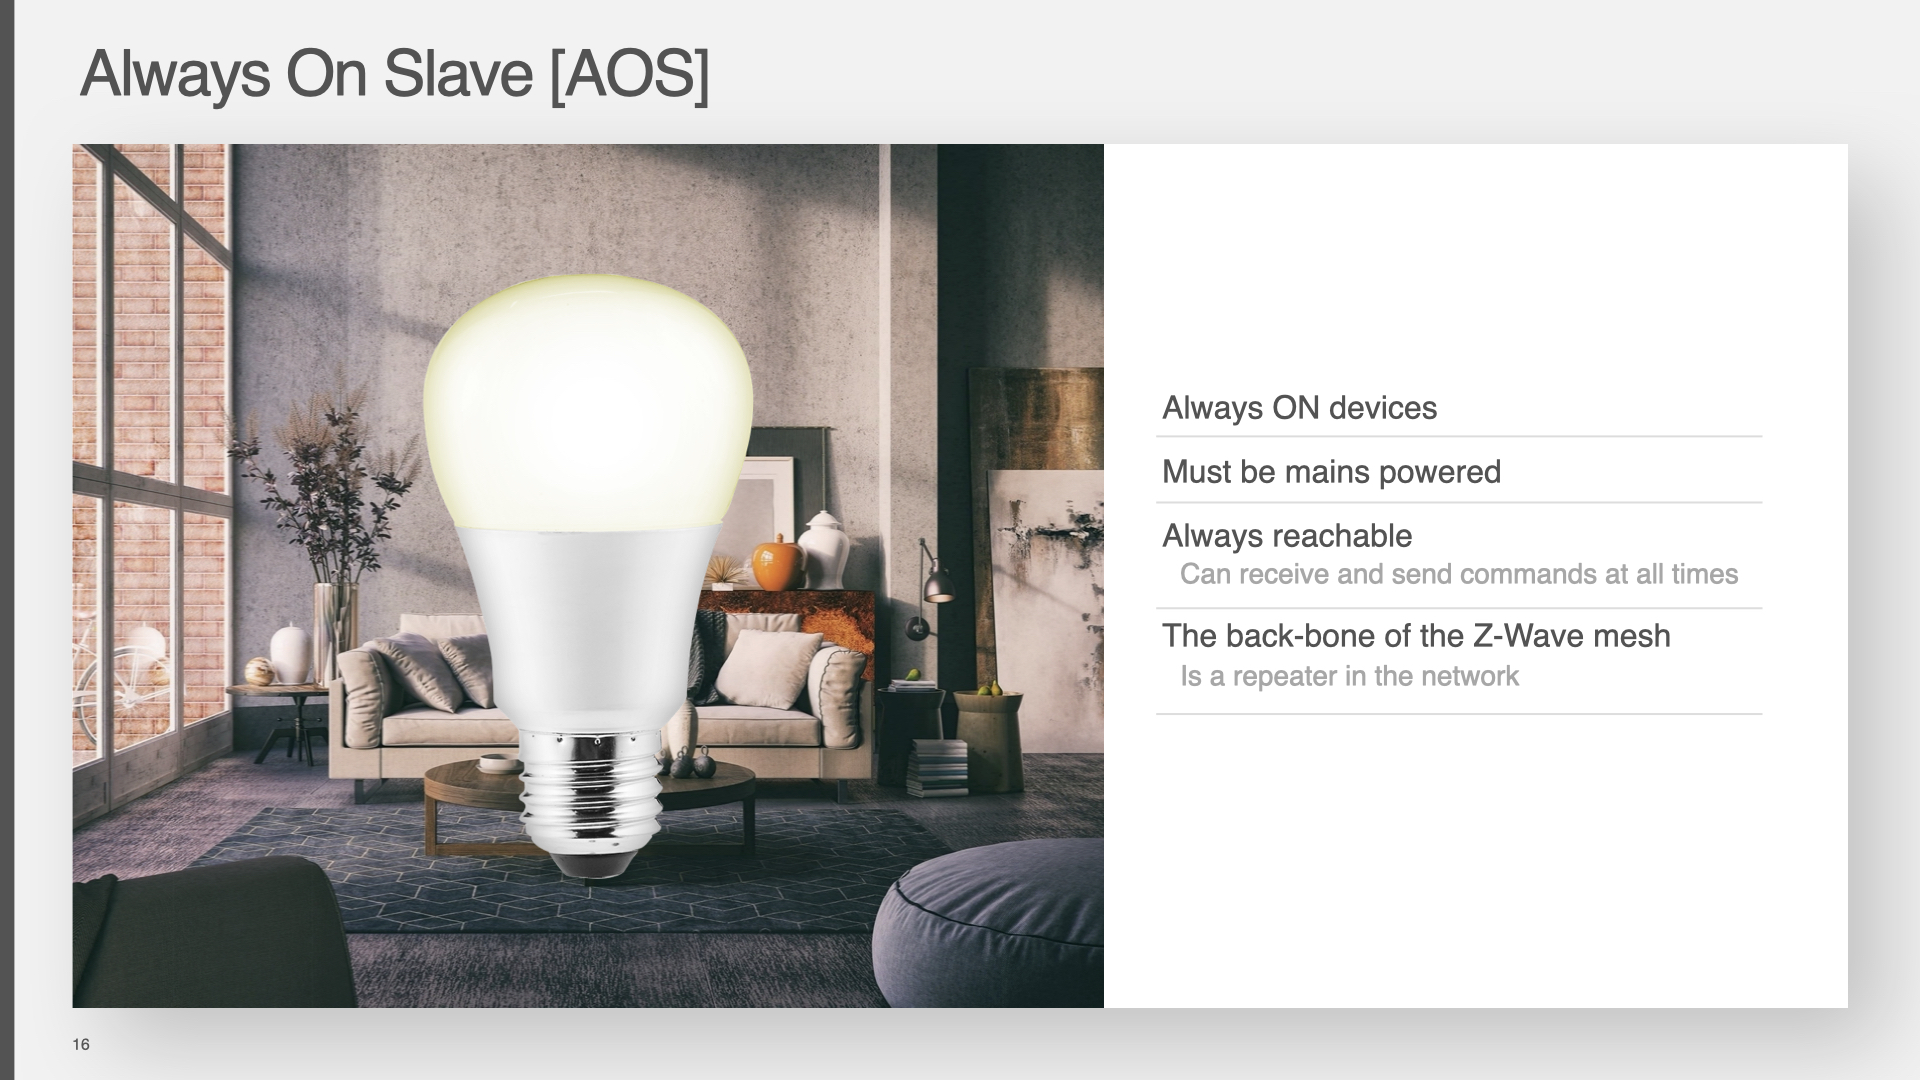 Always On Slave [AOS]
Always ON devices
Must be mains powered
Always reachable
Can receive and send commands at all times
The back-bone of the Z-Wave mesh
Is a repeater in the network
16